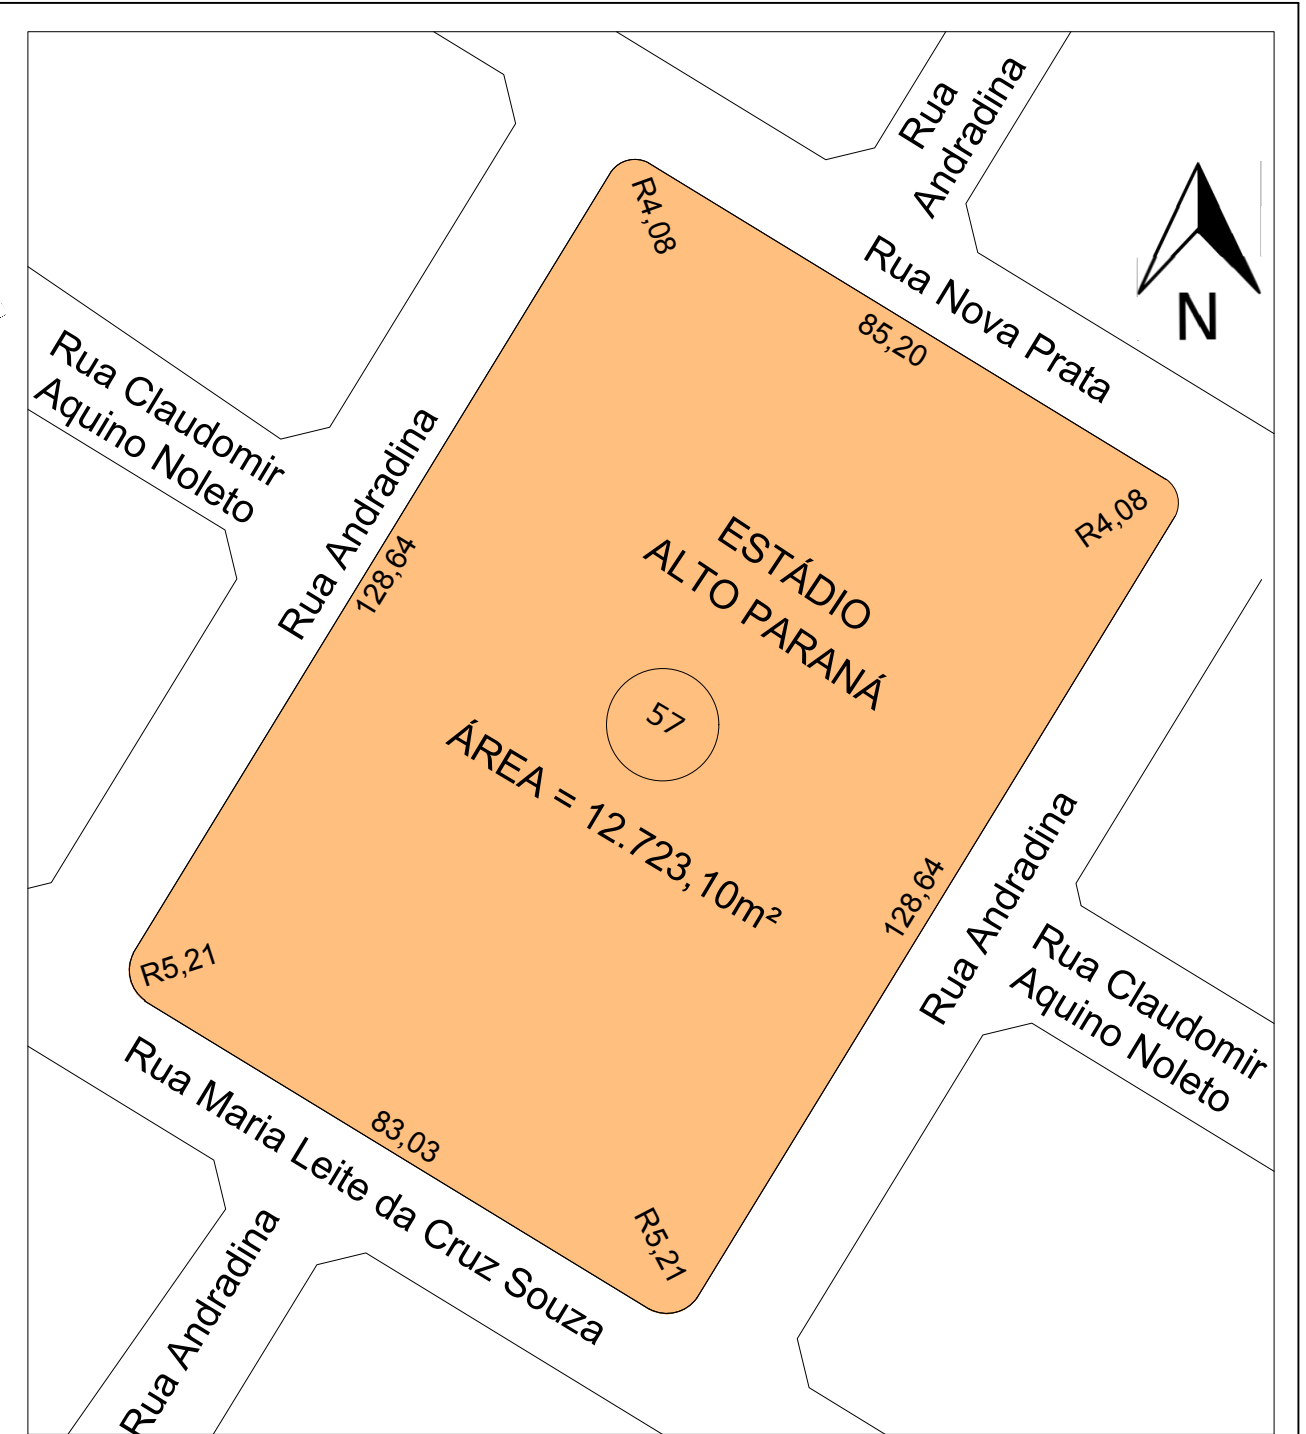 Rua
Andradina
N
R4,08
Rua Nova Prata
85,20
Rua Claudomir
Aquino Noleto
Rua Andradina
128,64
R4,08
ESTÁDIO
ALTO PARANÁ
57
ÁREA = 12.723,10m²
128,64
Rua Andradina
R5,21
Rua Claudomir
Aquino Noleto
Rua Maria Leite da Cruz Souza
83,03
R5,21
Rua Andradina